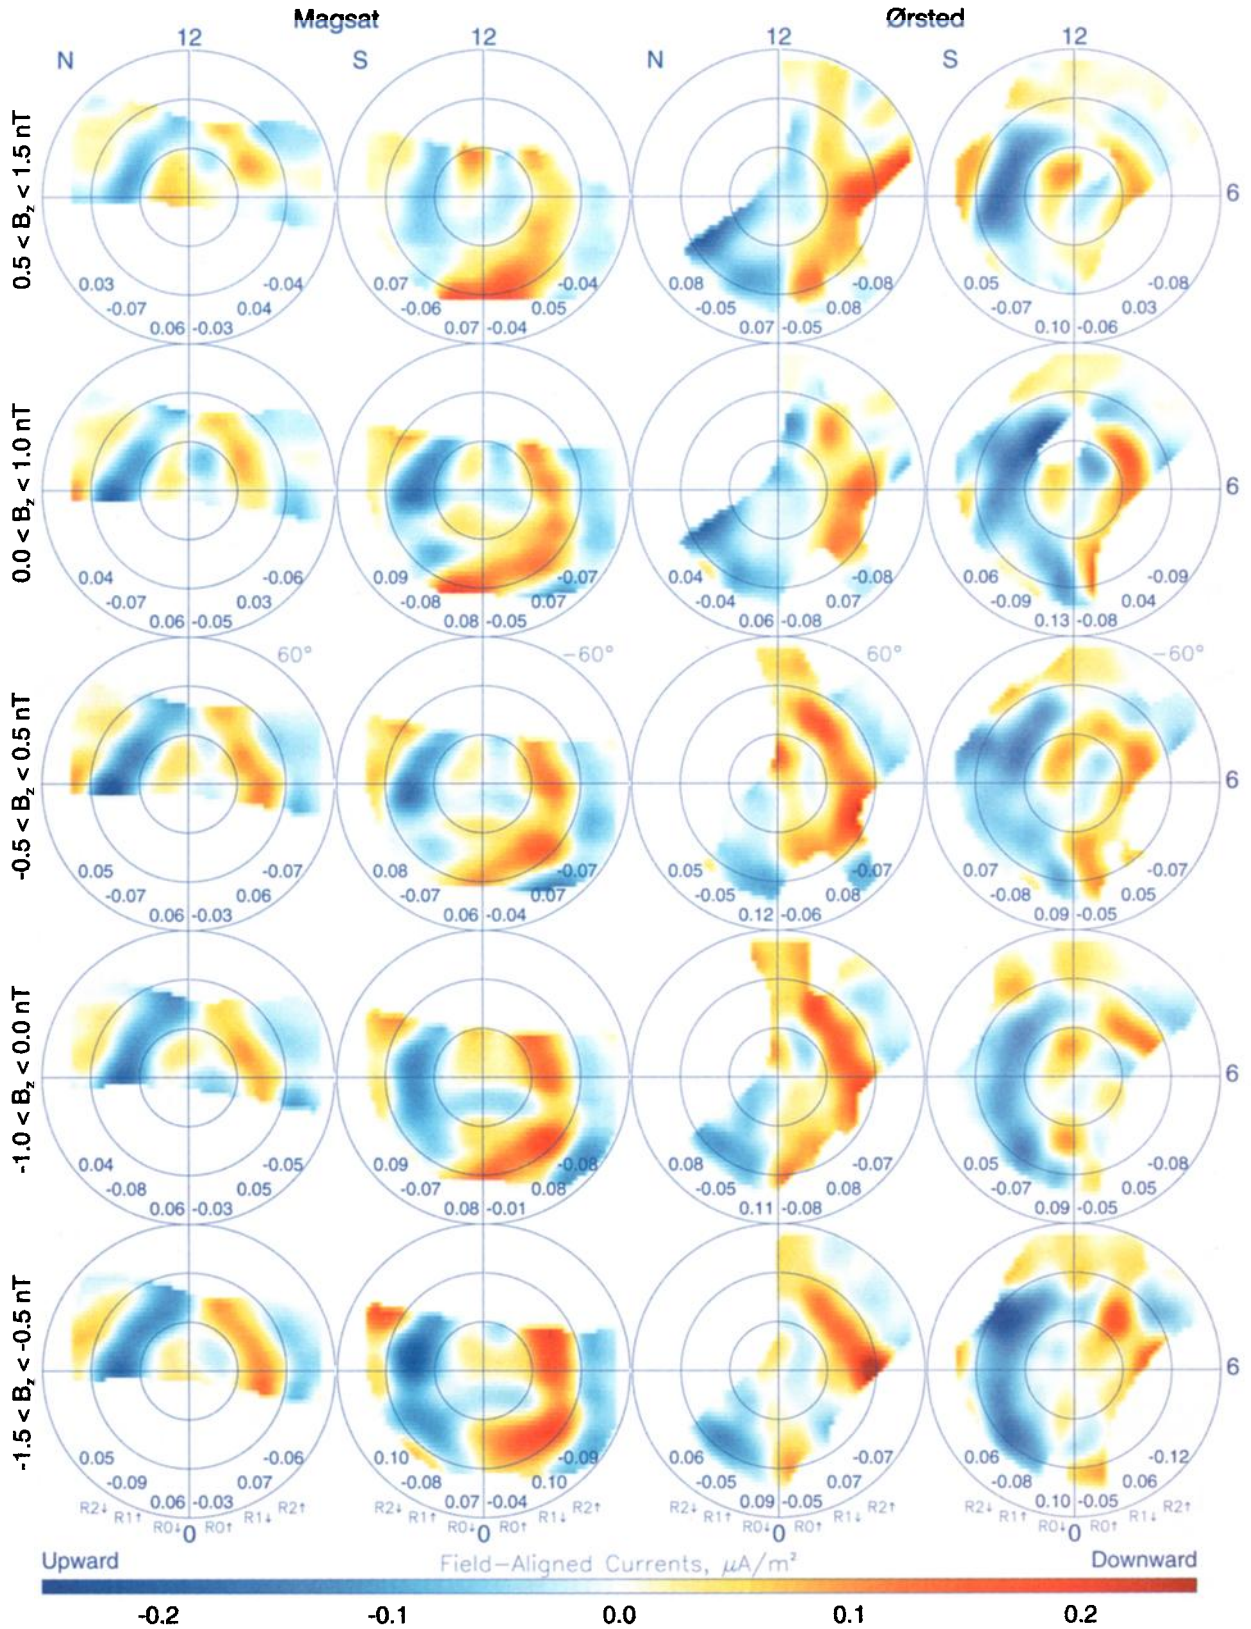 Magsat Ørsted
12 12 12 12
N S N S
0.5 < Bz < 1.5 nT
6
0.03 -0.04 0.07 -0.04 0.08 -0.08 0.05 -0.08
-0.07 0.04 -0.06 0.05 -0.05 0.08 -0.07 0.03
0.06 -0.03 0.07 -0.04 0.07 -0.05 0.10 -0.06
0.0 < Bz < 1.0 nT
6
0.04 -0.06 0.09 -0.07 0.04 -0.08 0.06 -0.09
-0.07 0.03 -0.08 0.07 -0.04 0.07 -0.09 0.04
0.06 -0.05 0.08 -0.05 0.06 -0.08 0.13 -0.08
60° -60° 60° -60°
-0.5 < Bz < 0.5 nT
6
0.05 -0.07 0.08 -0.07 0.05 -0.07 0.07 -0.07
-0.07 0.06 -0.07 0.07 -0.05 0.08 -0.08 0.05
0.06 -0.03 0.06 -0.04 0.12 -0.06 0.09 -0.05
-1.0 < Bz < 0.0 nT
6
0.04 -0.05 0.09 -0.08 0.08 -0.07 0.05 -0.08
-0.08 0.05 -0.07 0.08 -0.05 0.08 -0.07 0.05
0.06 -0.03 0.08 -0.01 0.11 -0.08 0.09 -0.05
-1.5 < Bz < -0.5 nT
6
0.05 -0.06 0.10 -0.09 0.06 -0.07 0.06 -0.12
-0.09 0.07 -0.08 0.10 -0.05 0.07 -0.08 0.06
0.06 -0.03 0.07 -0.04 0.09 -0.05 0.10 -0.05
R2↓ R1↑ R0↓ R0↑ R1↓ R2↑ R2↓ R1↑ R0↓ R0↑ R1↓ R2↑ R2↓ R1↑ R0↓ R0↑ R1↓ R2↑ R2↓ R1↑ R0↓ R0↑ R1↓ R2↑
0 0 0 0
Upward Field-Aligned Currents, μA/m² Downward
-0.2 -0.1 0.0 0.1 0.2